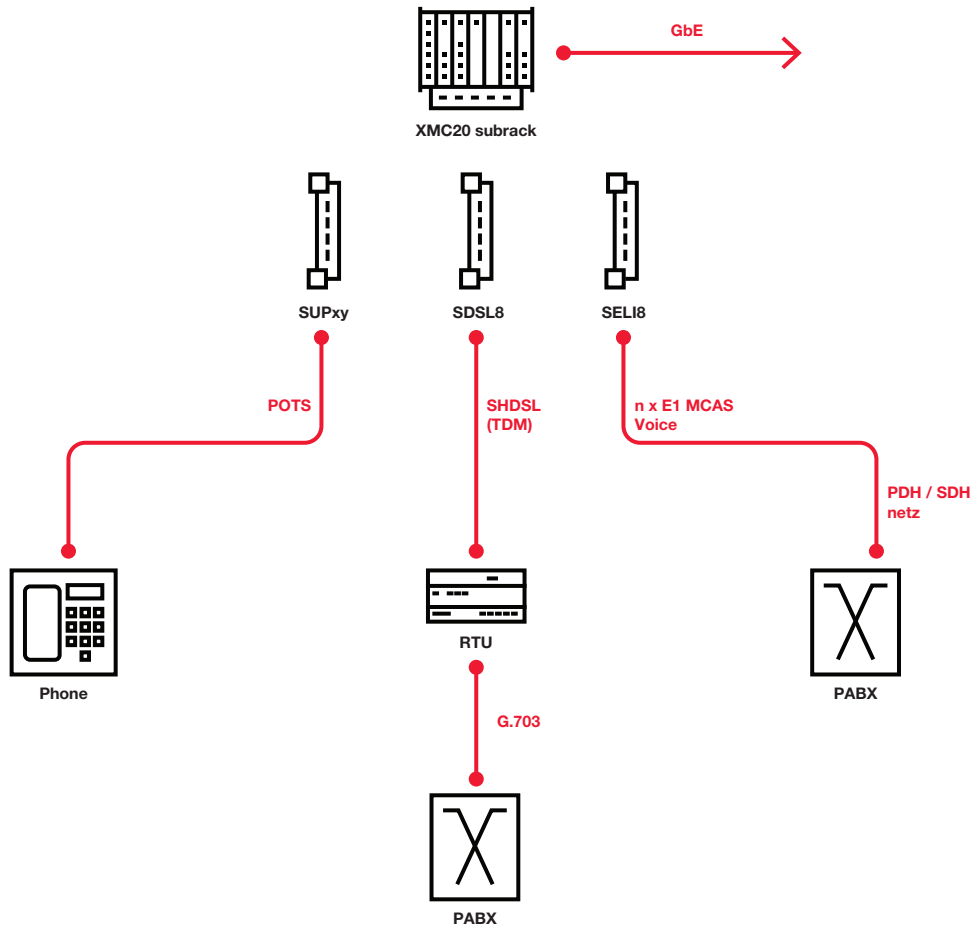 GbE
XMC20 subrack
SUPxy
SDSL8
SELI8
POTS
SHDSL
(TDM)
n x E1 MCAS
Voice
PDH / SDH
netz
RTU
Phone
PABX
G.703
PABX